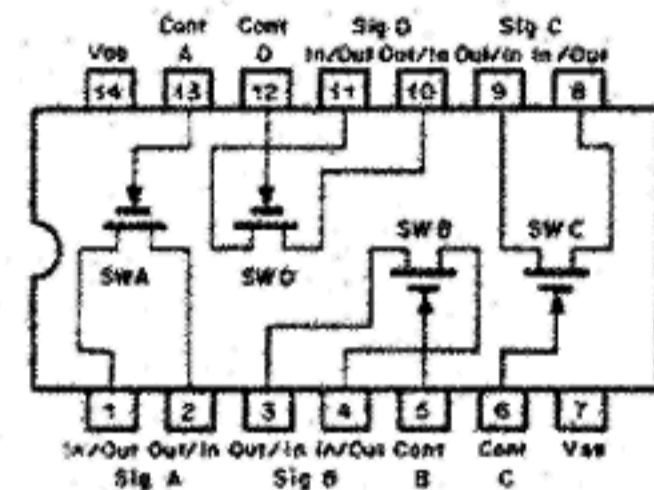 Cont Cont Sig D Sig C
A D In/Out Out/In Out/In In/Out
14 13 12 11 10 9 8
SW B SW C
SW A SW D
1 2 3 4 5 6 7
In/Out Out/In Out/In In/Out Cont Cont
Sig A Sig B B C